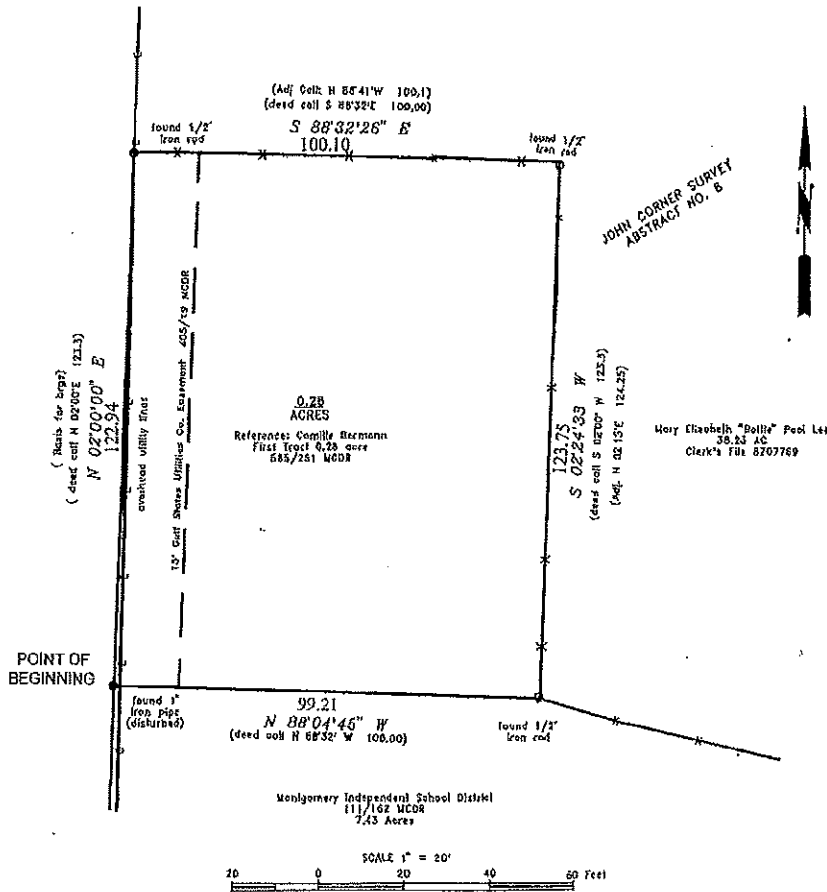 (Adj Call: N 88°41'W 100.1)
(deed call S 88°32'E 100.00)
S 88°32'26" E
100.10
found 1/2"
iron rod
found 1/2"
iron rod
JOHN CORNER SURVEY
ABSTRACT NO. 8
N
(Basis for brgs)
(deed call N 02°00'E 123.3)
N 02°00'00" E
122.94
overhead utility lines
15' Gulf States Utilities Co. Easement 405/79 MCDR
0.28
ACRES
Reference: Camille Bermann
First Tract 0.28 acre
585/251 MCDR
123.75
S 02°24'33 W
(deed call S 02°00' W 123.3)
(Adj. N 02°15'E 124.25)
Mary Elizabeth "Bollie" Pool
38.23 AC
Clerk's File 8707769
POINT OF
BEGINNING
found 1"
iron pipe
(disturbed)
99.21
N 88°04'46" W
(deed call N 88°32' W 100.00)
found 1/2"
iron rod
Montgomery Independent School District
111/162 MCDR
7.43 Acres
SCALE 1" = 20'
20 0 20 40 60 Feet